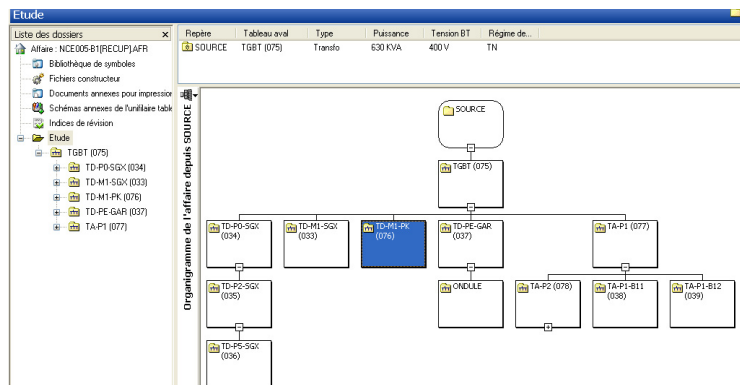 Etude
Liste des dossiers
Affaire : NCE005-B1[RECUP].AFR
Bibliothèque de symboles
Fichiers constructeur
Documents annexes pour impression
Schémas annexes de l'unifilaire table
Indices de révision
Etude
TGBT (075)
TD-P0-SGX (034)
TD-M1-SGX (033)
TD-M1-PK (076)
TD-PE-GAR (037)
TA-P1 (077)
Repère Tableau aval Type Puissance Tension BT Régime de...
SOURCE TGBT (075) Transfo 630 KVA 400 V TN
Organigramme de l'affaire depuis SOURCE
SOURCE
TGBT (075)
TD-P0-SGX
(034)
TD-M1-SGX
(033)
TD-M1-PK
(076)
TD-PE-GAR
(037)
TA-P1 (077)
TD-P2-SGX
(035)
ONDULE
TA-P2 (078)
TA-P1-B11
(038)
TA-P1-B12
(039)
TD-P5-SGX
(036)